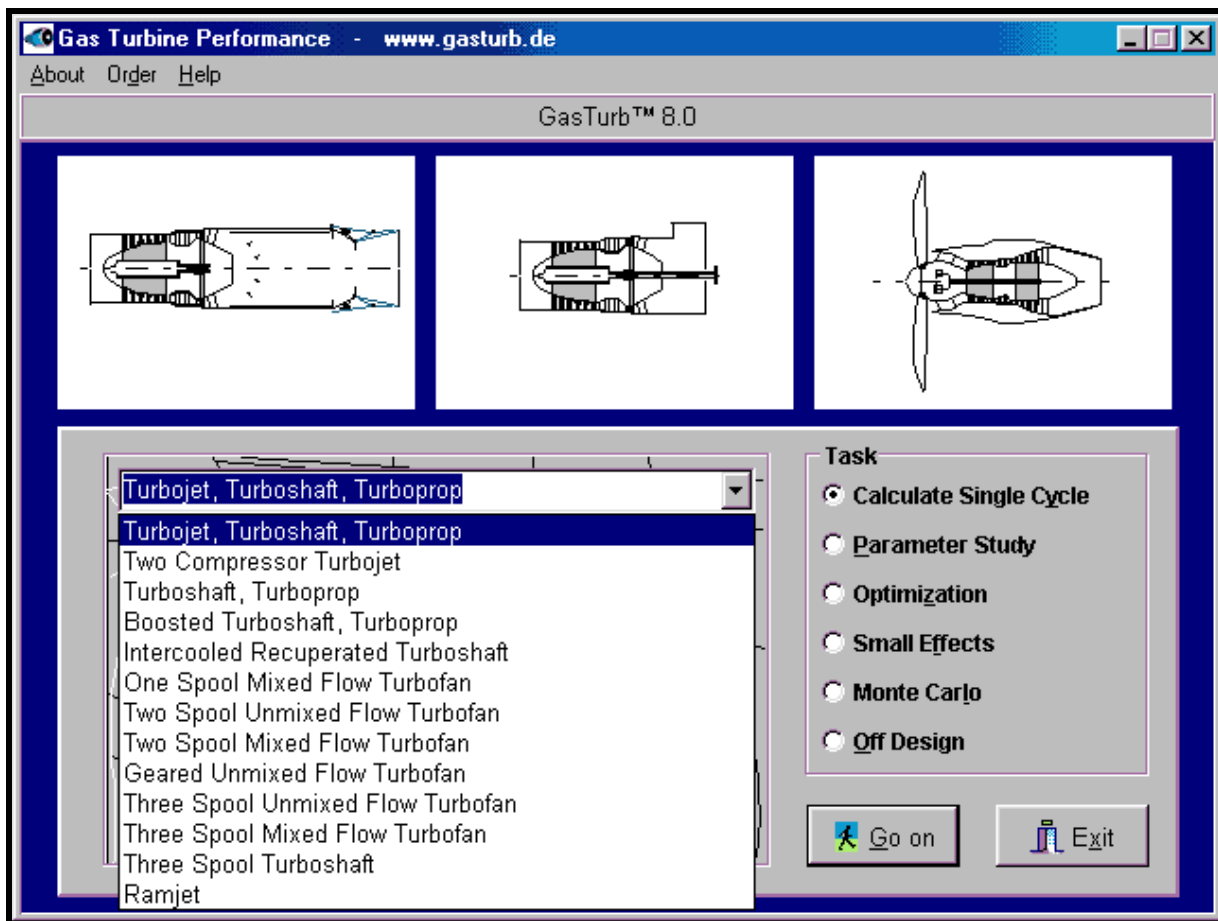 Gas Turbine Performance - www.gasturb.de
About Order Help
GasTurb™ 8.0
Turbojet, Turboshaft, Turboprop
Turbojet, Turboshaft, Turboprop
Two Compressor Turbojet
Turboshaft, Turboprop
Boosted Turboshaft, Turboprop
Intercooled Recuperated Turboshaft
One Spool Mixed Flow Turbofan
Two Spool Unmixed Flow Turbofan
Two Spool Mixed Flow Turbofan
Geared Unmixed Flow Turbofan
Three Spool Unmixed Flow Turbofan
Three Spool Mixed Flow Turbofan
Three Spool Turboshaft
Ramjet
Task
Calculate Single Cycle
Parameter Study
Optimization
Small Effects
Monte Carlo
Off Design
Go on Exit